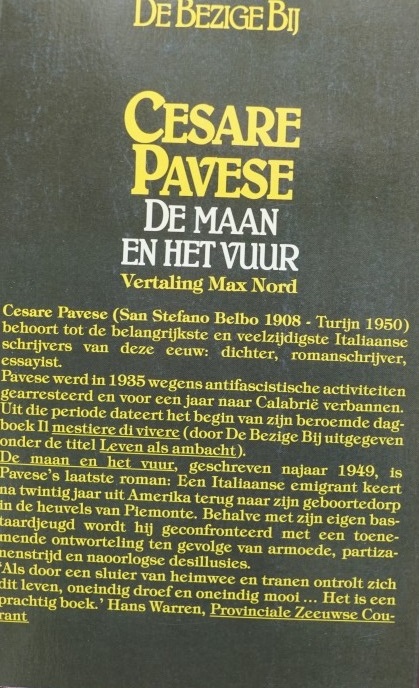 DE BEZIGE BIJ
CESARE
PAVESE
DE MAAN
EN HET VUUR
Vertaling Max Nord
Cesare Pavese (San Stefano Belbo 1908 - Turijn 1950)
behoort tot de belangrijkste en veelzijdigste Italiaanse
schrijvers van deze eeuw: dichter, romanschrijver,
essayist.
Pavese werd in 1935 wegens antifascistische activiteiten
gearresteerd en voor een jaar naar Calabrië verbannen.
Uit die periode dateert het begin van zijn beroemde dag-
boek Il mestiere di vivere (door De Bezige Bij uitgegeven
onder de titel Leven als ambacht).
De maan en het vuur, geschreven najaar 1949, is
Pavese's laatste roman: Een Italiaanse emigrant keert
na twintig jaar uit Amerika terug naar zijn geboortedorp
in de heuvels van Piemonte. Behalve met zijn eigen bas-
taardjeugd wordt hij geconfronteerd met een toene-
mende ontworteling ten gevolge van armoede, partiza-
nenstrijd en naoorlogse desillusies.
'Als door een sluier van heimwee en tranen ontrolt zich
dit leven, oneindig droef en oneindig mooi ... Het is een
prachtig boek.' Hans Warren, Provinciale Zeeuwse Cou-
rant